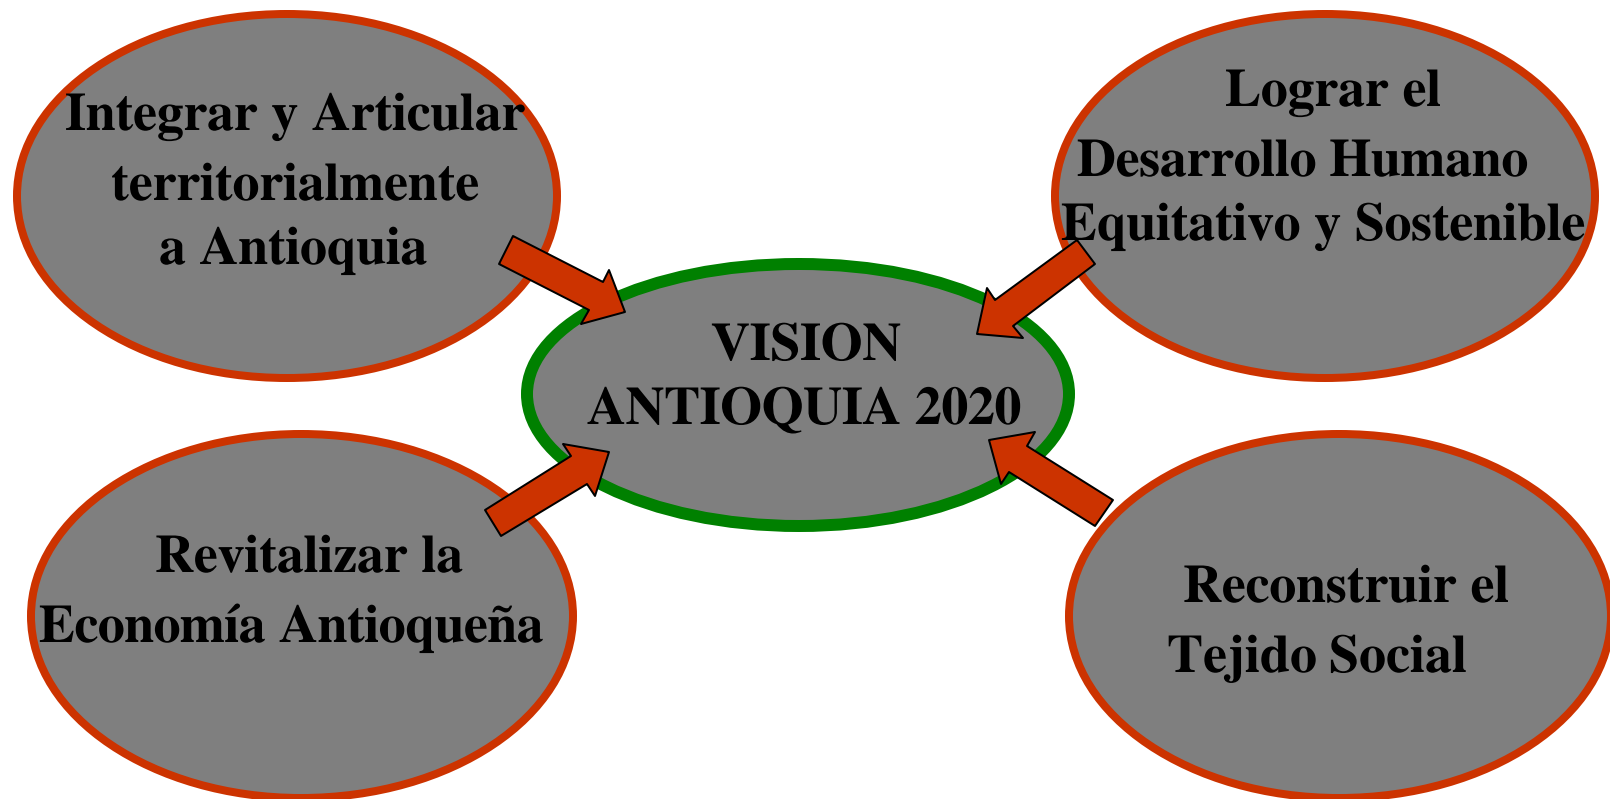 Integrar y Articular
territorialmente
a Antioquia
Lograr el
Desarrollo Humano
Equitativo y Sostenible
VISION
ANTIOQUIA 2020
Revitalizar la
Economía Antioqueña
Reconstruir el
Tejido Social